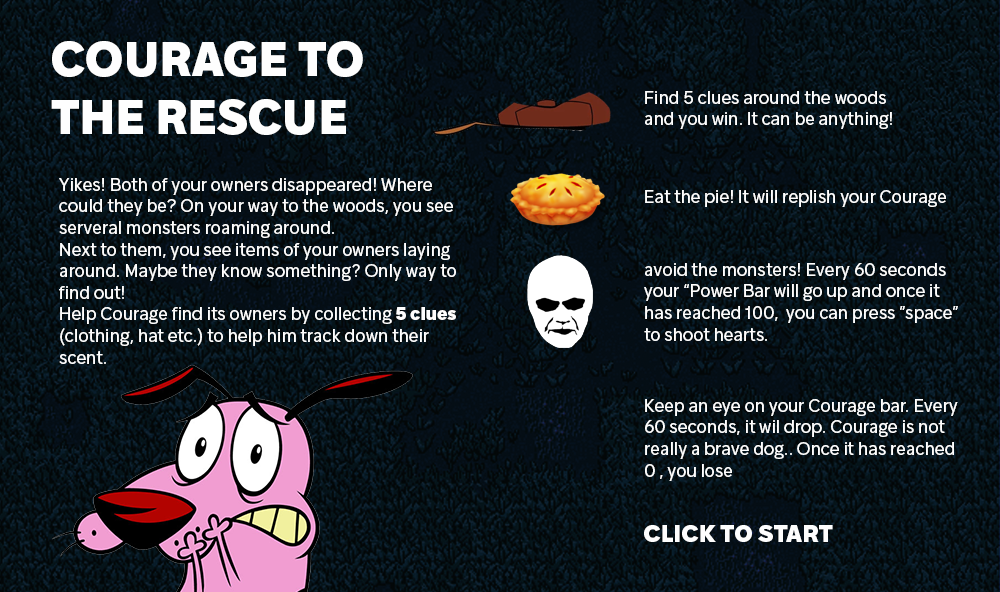 COURAGE TO
THE RESCUE
Yikes! Both of your owners disappeared! Where
could they be? On your way to the woods, you see
serveral monsters roaming around.
Next to them, you see items of your owners laying
around. Maybe they know something? Only way to
find out!
Help Courage find its owners by collecting 5 clues
(clothing, hat etc.) to help him track down their
scent.
Find 5 clues around the woods
and you win. It can be anything!
Eat the pie! It will replish your Courage
avoid the monsters! Every 60 seconds
your “Power Bar will go up and once it
has reached 100,  you can press “space”
to shoot hearts.
Keep an eye on your Courage bar. Every
60 seconds, it wil drop. Courage is not
really a brave dog.. Once it has reached
0 , you lose
CLICK TO START